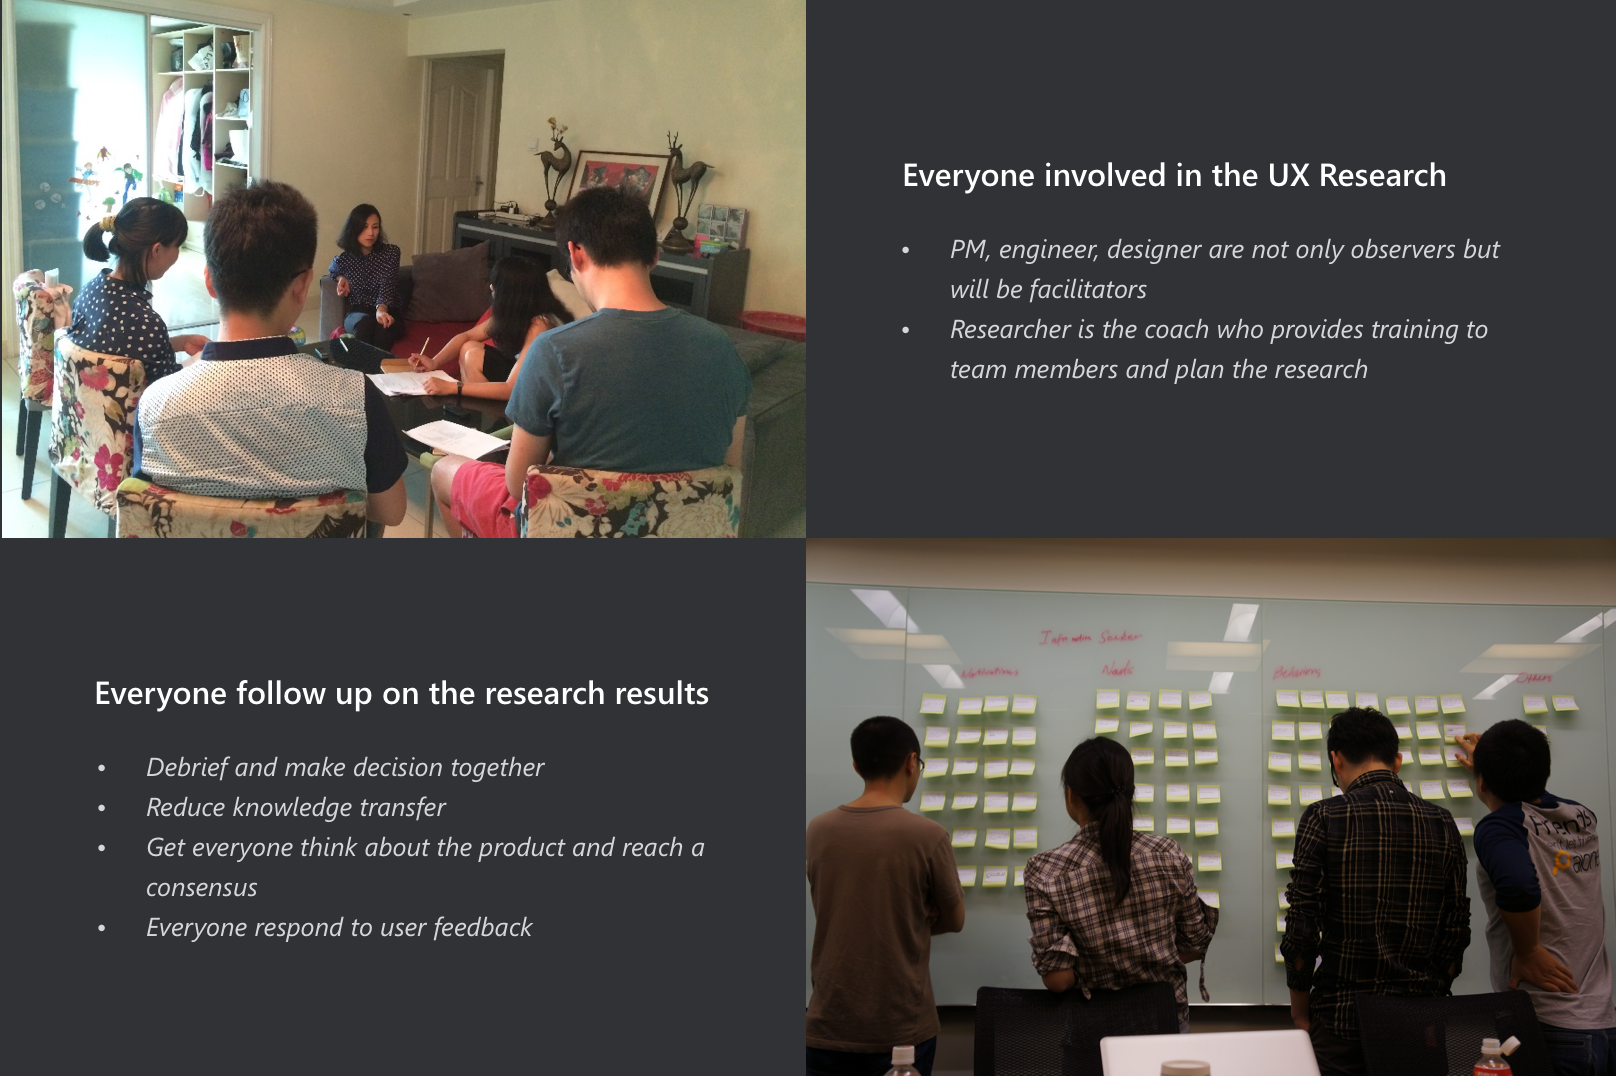 Everyone involved in the UX Research
• PM, engineer, designer are not only observers but
will be facilitators
• Researcher is the coach who provides training to
team members and plan the research
Everyone follow up on the research results
• Debrief and make decision together
• Reduce knowledge transfer
• Get everyone think about the product and reach a
consensus
• Everyone respond to user feedback
Seeker
Motivations Needs Behaviors Others
Friends